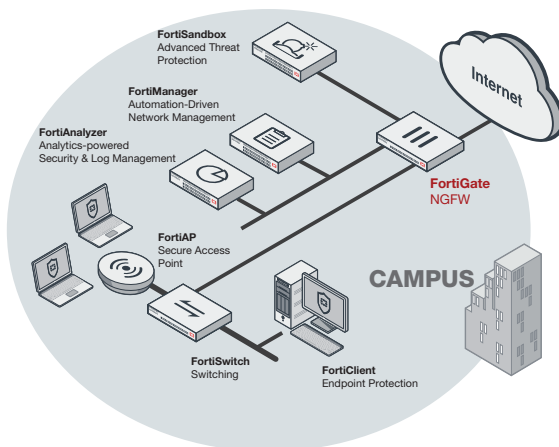 FortiSandbox
Advanced Threat
Protection
Internet
FortiManager
Automation-Driven
Network Management
FortiAnalyzer
Analytics-powered
Security & Log Management
FortiGate
NGFW
FortiAP
Secure Access
Point
CAMPUS
FortiSwitch
Switching
FortiClient
Endpoint Protection